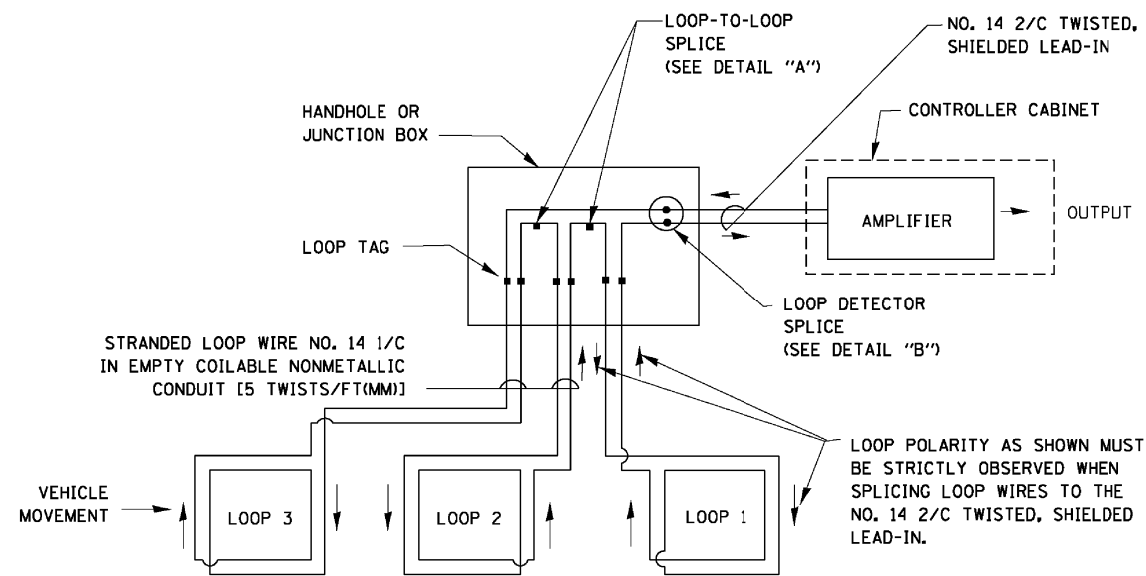 LOOP-TO-LOOP
SPLICE
(SEE DETAIL "A")
NO. 14 2/C TWISTED,
SHIELDED LEAD-IN
HANDHOLE OR
JUNCTION BOX
CONTROLLER CABINET
AMPLIFIER
OUTPUT
LOOP TAG
LOOP DETECTOR
SPLICE
(SEE DETAIL "B")
STRANDED LOOP WIRE NO. 14 1/C
IN EMPTY COILABLE NONMETALLIC
CONDUIT [5 TWISTS/FT(MM)]
LOOP POLARITY AS SHOWN MUST
BE STRICTLY OBSERVED WHEN
SPLICING LOOP WIRES TO THE
NO. 14 2/C TWISTED, SHIELDED
LEAD-IN.
VEHICLE
MOVEMENT
LOOP 3
LOOP 2
LOOP 1